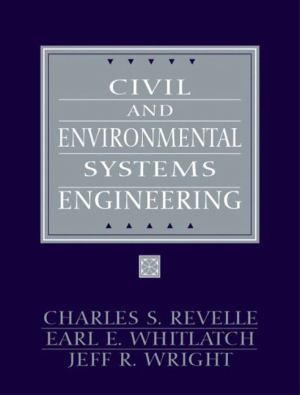 CIVIL
AND
ENVIRONMENTAL
SYSTEMS
ENGINEERING
CHARLES S. REVELLE
EARL E. WHITLATCH
JEFF R. WRIGHT